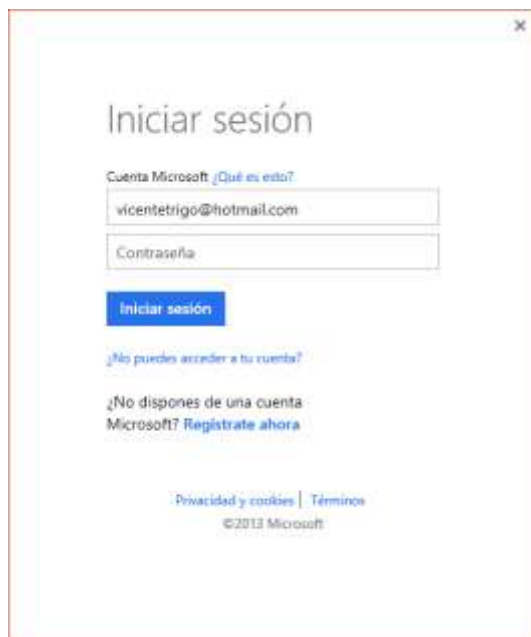 Iniciar sesión
Cuenta Microsoft ¿Qué es esto?
vicentetrigo@hotmail.com
Contraseña
Iniciar sesión
¿No puedes acceder a tu cuenta?
¿No dispones de una cuenta
Microsoft? Regístrate ahora
Privacidad y cookies | Términos
©2013 Microsoft